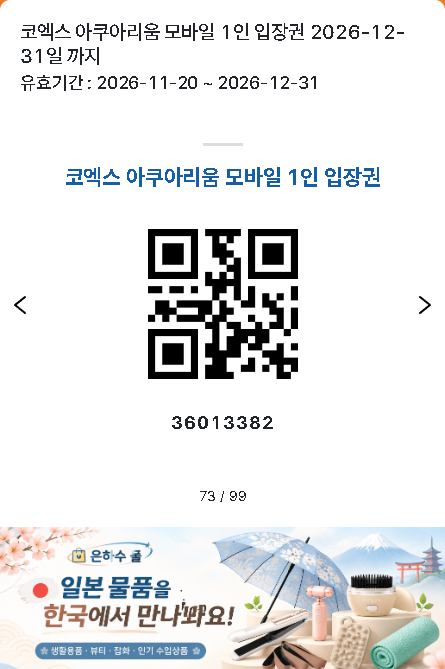 코엑스 아쿠아리움 모바일 1인 입장권 2026-12-
31일 까지
유효기간 : 2026-11-20 ~ 2026-12-31
코엑스 아쿠아리움 모바일 1인 입장권
36013382
73 / 99
은하수 몰
일본 물품을
한국에서 만나봐요!
생활용품 · 뷰티 · 잡화 · 인기 수입상품